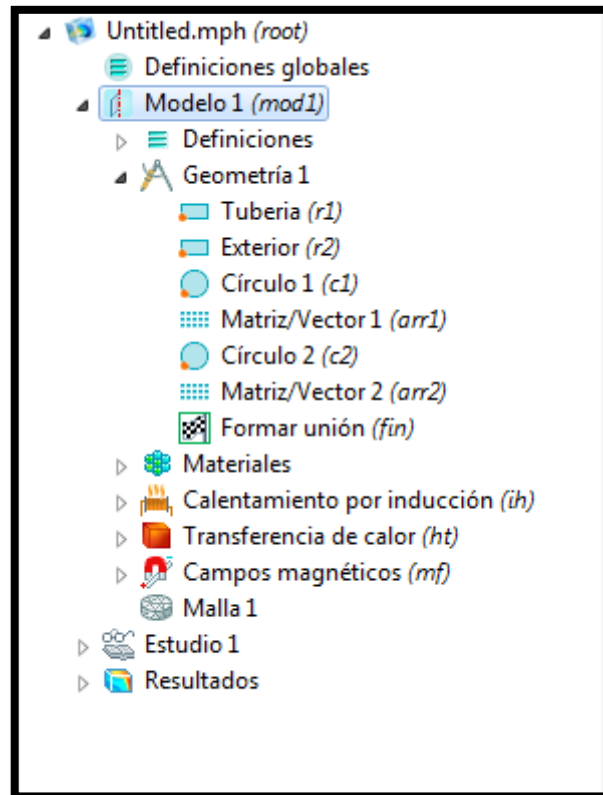 Untitled.mph (root)
Definiciones globales
Modelo 1 (mod1)
Definiciones
Geometría 1
Tuberia (r1)
Exterior (r2)
Círculo 1 (c1)
Matriz/Vector 1 (arr1)
Círculo 2 (c2)
Matriz/Vector 2 (arr2)
Formar unión (fin)
Materiales
Calentamiento por inducción (ih)
Transferencia de calor (ht)
Campos magnéticos (mf)
Malla 1
Estudio 1
Resultados